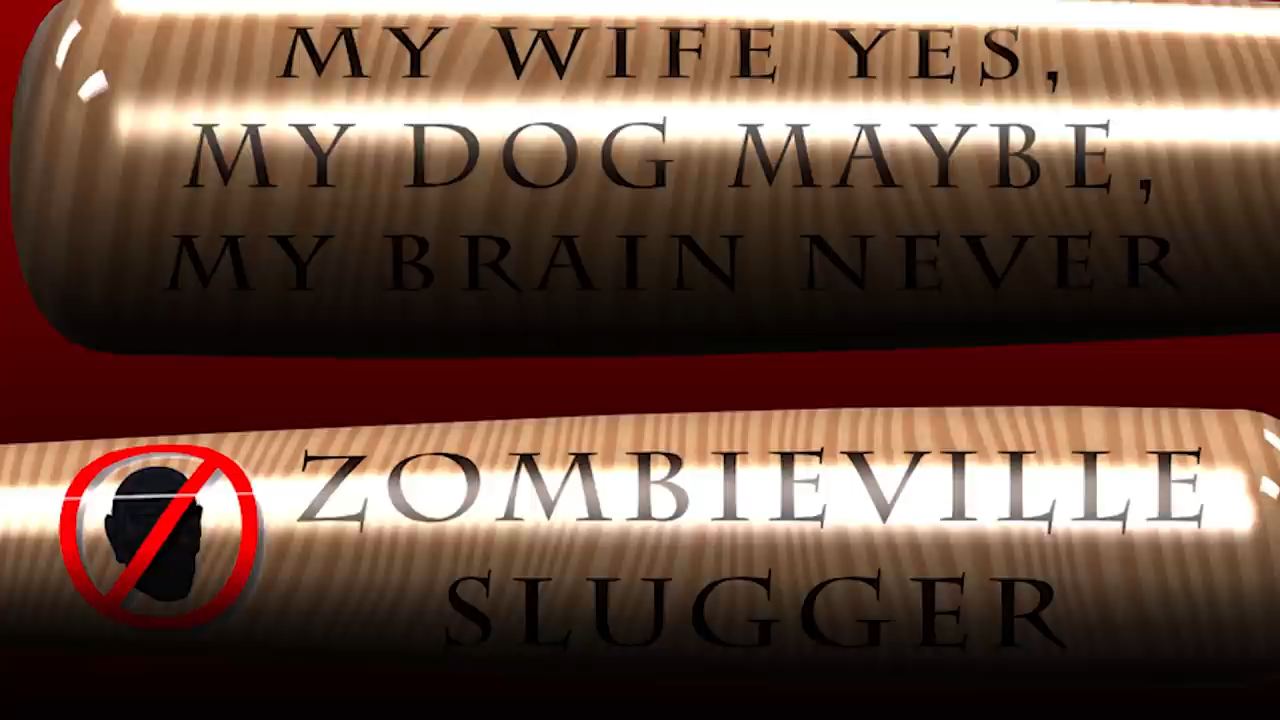 MY WIFE YES,
MY DOG MAYBE,
MY BRAIN NEVER
ZOMBIEVILLE
SLUGGER